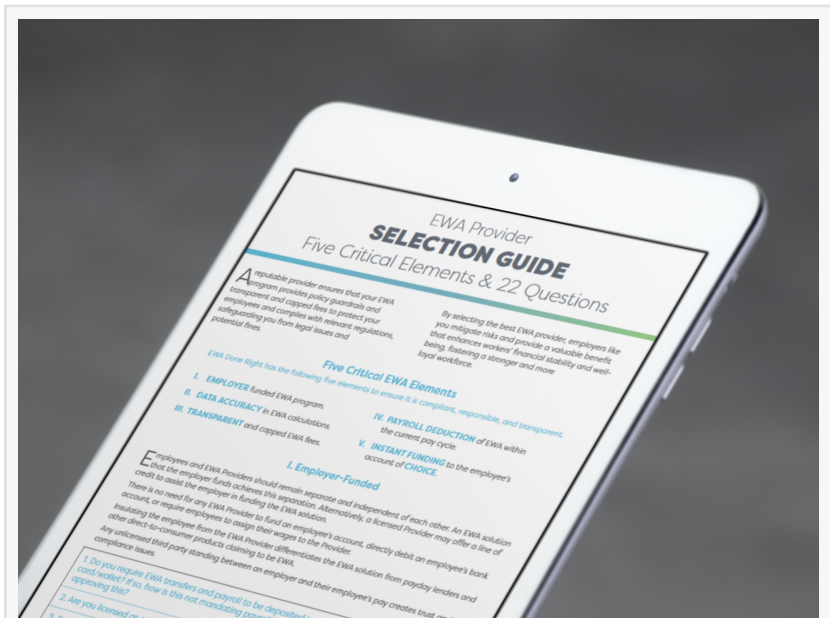 EWA Provider
SELECTION GUIDE
Five Critical Elements & 22 Questions
A reputable provider ensures that your EWA
program provides policy guardrails and
transparent and capped fees to protect your
employees and complies with relevant regulations,
safeguarding you from legal issues and
potential fines.
By selecting the best EWA provider, employers like
you mitigate risks and provide a valuable benefit
that enhances workers' financial stability and well-
being, fostering a stronger and more
loyal workforce.
Five Critical EWA Elements
EWA Done Right has the following five elements to ensure it is compliant, responsible, and transparent.
I. EMPLOYER funded EWA program.
II. DATA ACCURACY in EWA calculations.
III. TRANSPARENT and capped EWA fees.
IV. PAYROLL DEDUCTION of EWA within
the current pay cycle.
V. INSTANT FUNDING to the employee's
account of CHOICE.
I. Employer-Funded
Employees and EWA Providers should remain separate and independent of each other. An EWA solution
that the employer funds achieves this separation. Alternatively, a licensed Provider may offer a line of
credit to assist the employer in funding the EWA solution.
There is no need for any EWA Provider to fund an employee's account, directly debit an employee's bank
account, or require employees to assign their wages to the Provider.
Insulating the employee from the EWA Provider differentiates the EWA solution from payday lenders and
other direct-to-consumer products claiming to be EWA.
Any unlicensed third party standing between an employer and their employee's pay creates trust and
compliance issues.
1. Do you require EWA transfers and payroll to be deposited
card/wallet? If so, how is this not mandating
approving this?
2. Are you licensed